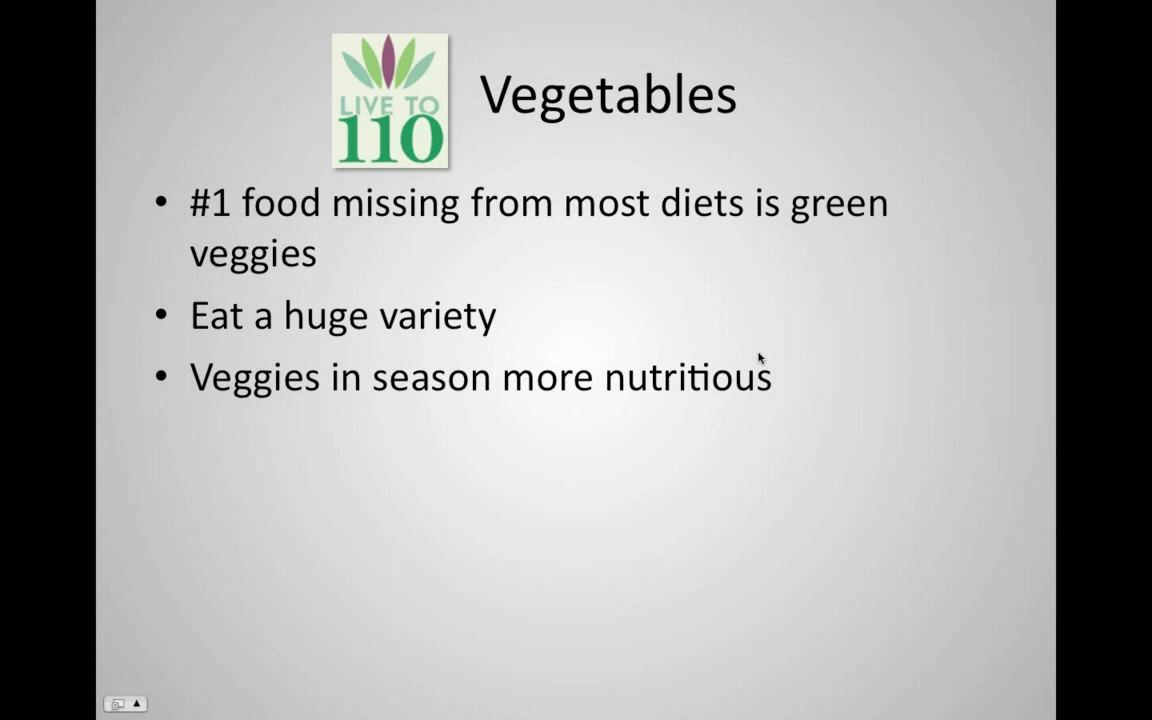 LIVE TO
110
Vegetables
• #1 food missing from most diets is green
veggies
• Eat a huge variety
• Veggies in season more nutritious